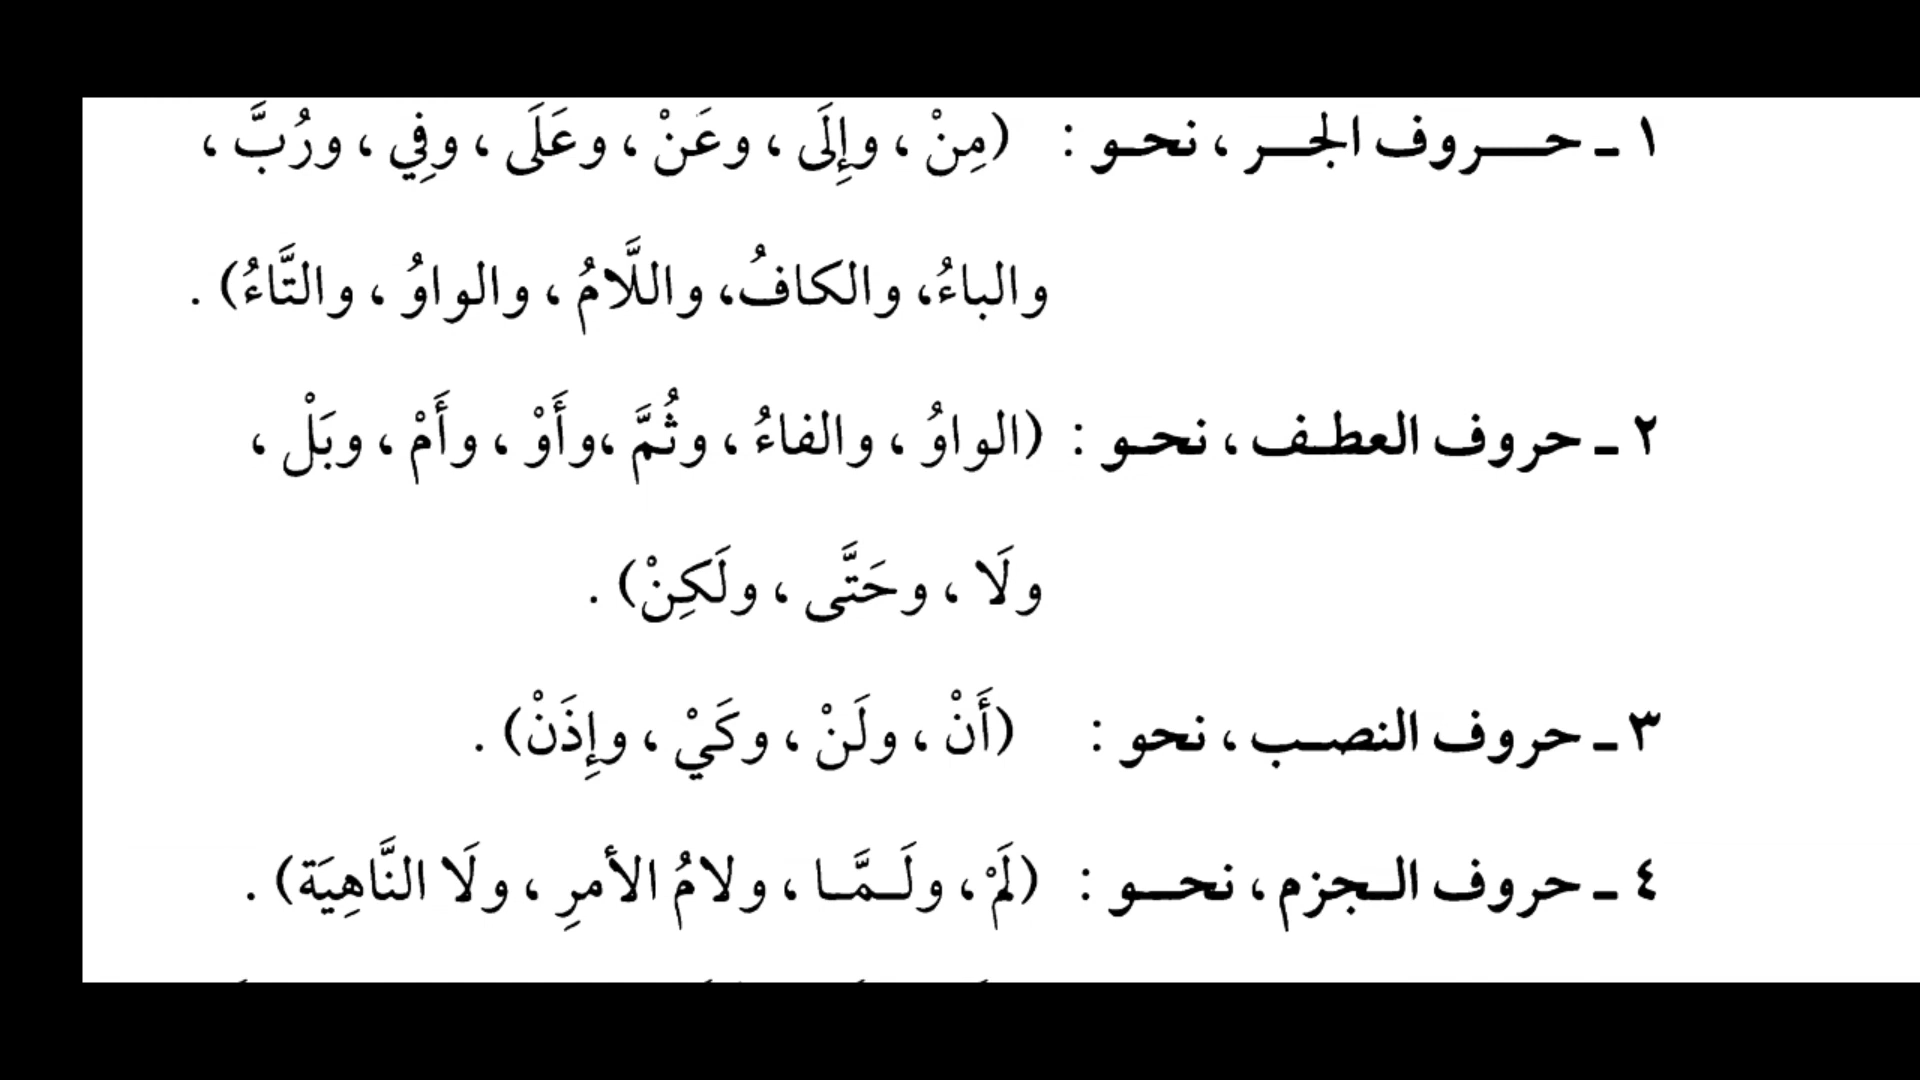 ١ ـ حـــروف الجـــر ، نحـو : (مِنْ ، وإِلَى ، وعَنْ ، وعَلَى ، وفِي ، ورُبَّ ،
والباءُ، والكافُ، واللَّامُ ، والواوُ ، والتَّاءُ) .
٢ ـ حروف العطـف ، نحـو : (الواوُ ، والفاءُ ، وثُمَّ ،وأَوْ ، وأَمْ ، وبَلْ ،
ولَا ، وحَتَّى ، ولَكِنْ) .
٣ ـ حروف النصـب ، نحو : (أَنْ ، ولَنْ ، وكَيْ ، وإِذَنْ) .
٤ ـ حروف الـجزم ، نحـــو : (لَمْ ، ولَـمَّـا ، ولامُ الأمرِ ، ولَا النَّاهِيَة) .